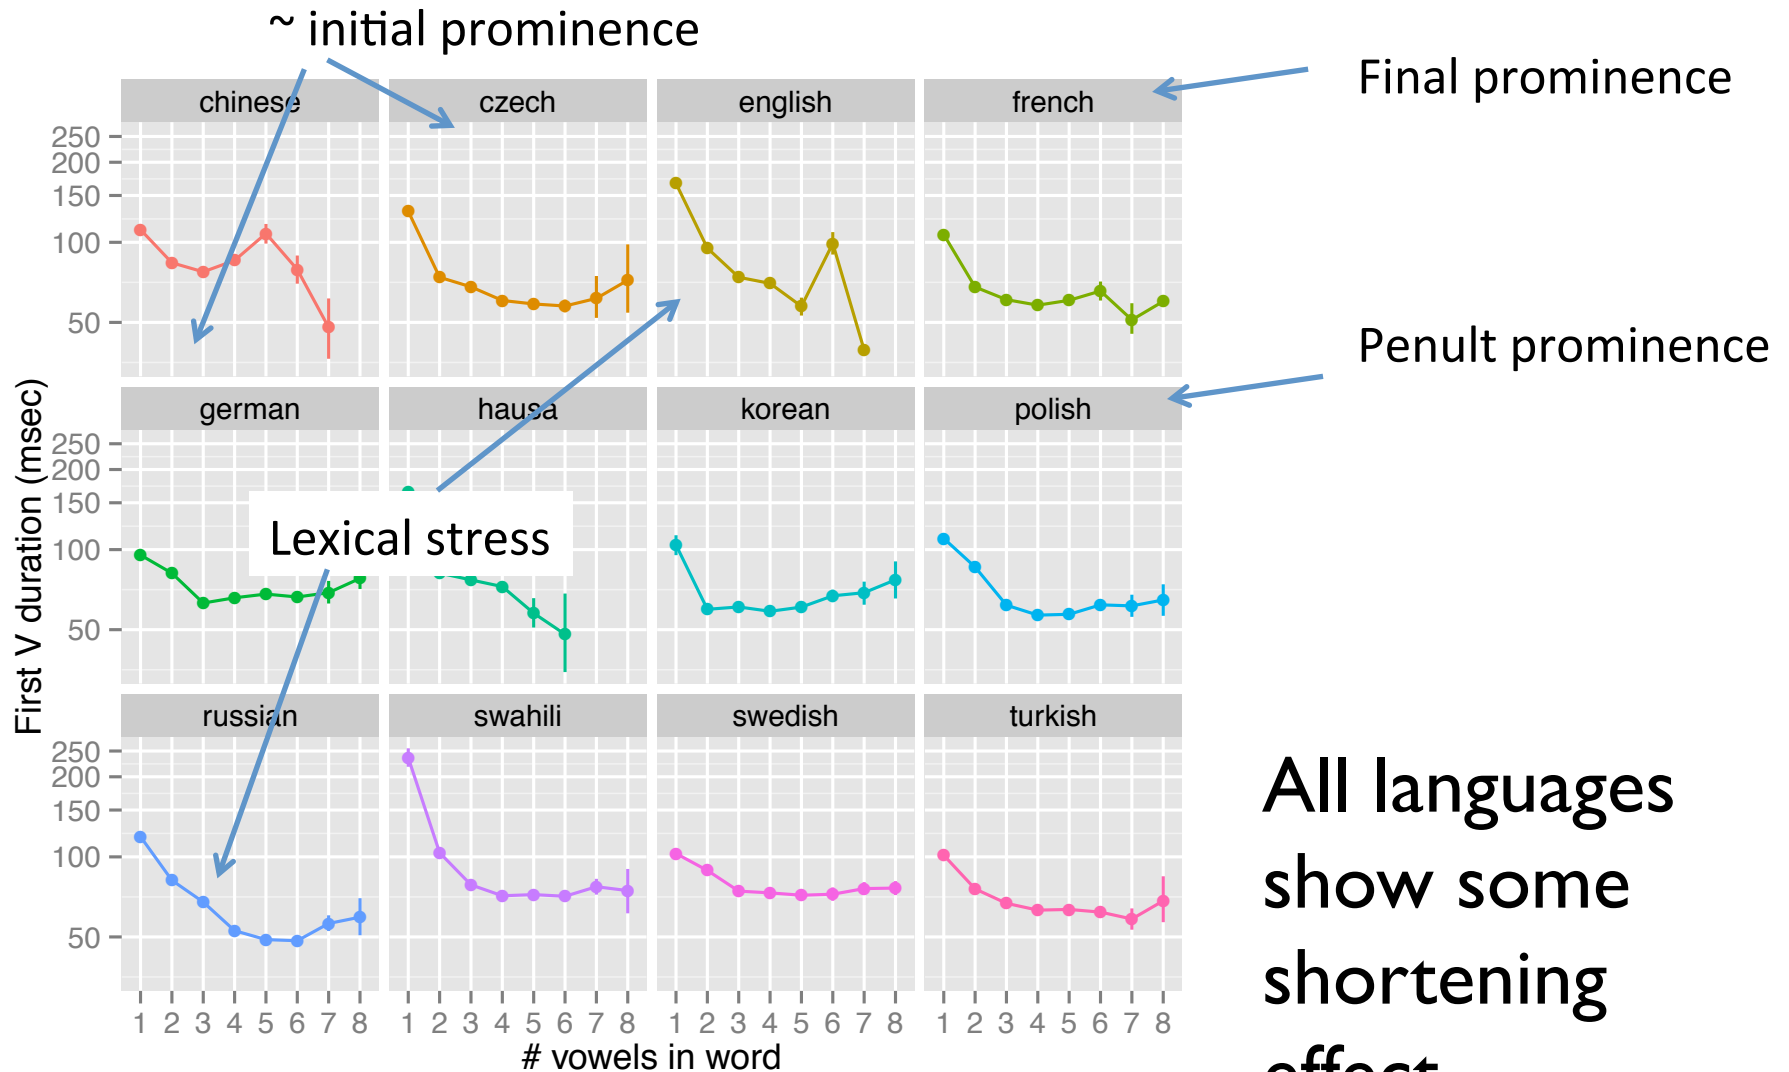 ~ initial prominence
Final prominence
chinese czech english french
250
200
150
100
50
Penult prominence
german hausa korean polish
250
200
150
100
50
Lexical stress
First V duration (msec)
russian swahili swedish turkish
250
200
150
100
50
1 2 3 4 5 6 7 8 1 2 3 4 5 6 7 8 1 2 3 4 5 6 7 8 1 2 3 4 5 6 7 8
# vowels in word
All languages
show some
shortening
effect